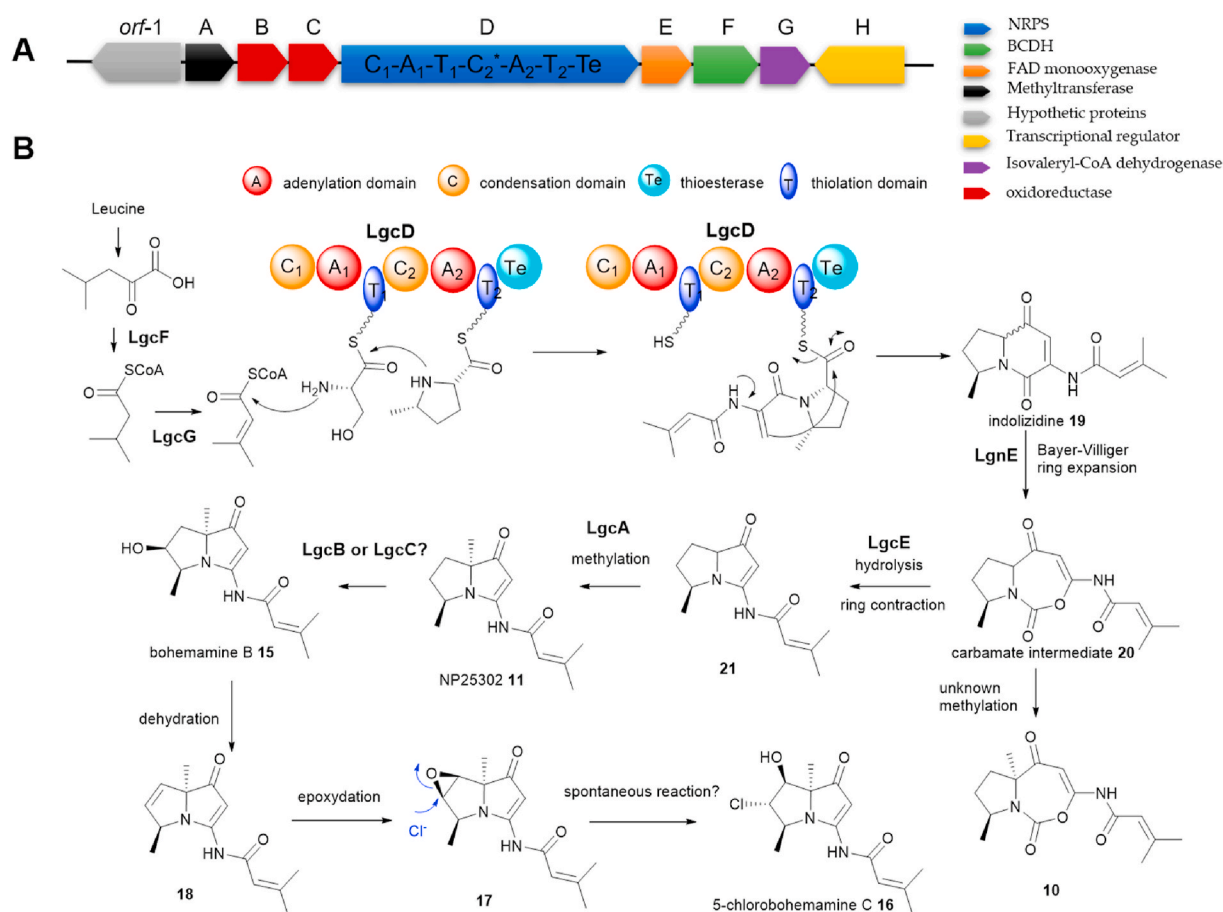 A
orf-1
A
B
C
D
E
F
G
H
C1-A1-T1-C2*-A2-T2-Te
NRPS
BCDH
FAD monooxygenase
Methyltransferase
Hypothetic proteins
Transcriptional regulator
Isovaleryl-CoA dehydrogenase
oxidoreductase
B
A adenylation domain
C condensation domain
Te thioesterase
T thiolation domain
Leucine
O
OH
O
LgcF
SCoA
O
LgcG
SCoA
O
LgcD
C1
A1
T1
C2
A2
T2
Te
S
O
H2N
HO
S
O
HN
LgcD
C1
A1
T1
C2
A2
T2
Te
HS
S
O
O
N
H
N
O
O
N
O
NH
O
indolizidine 19
LgnE
Bayer-Villiger
ring expansion
O
N
O
O
NH
O
carbamate intermediate 20
LgcE
hydrolysis
ring contraction
O
N
HN
O
21
LgcA
methylation
O
N
HN
O
NP25302 11
LgcB or LgcC?
O
HO
N
HN
O
bohemamine B 15
dehydration
O
N
HN
O
18
epoxydation
O
O
N
Cl-
HN
O
17
spontaneous reaction?
HO
O
Cl
N
HN
O
5-chlorobohemamine C 16
unknown
methylation
O
N
O
O
NH
O
10